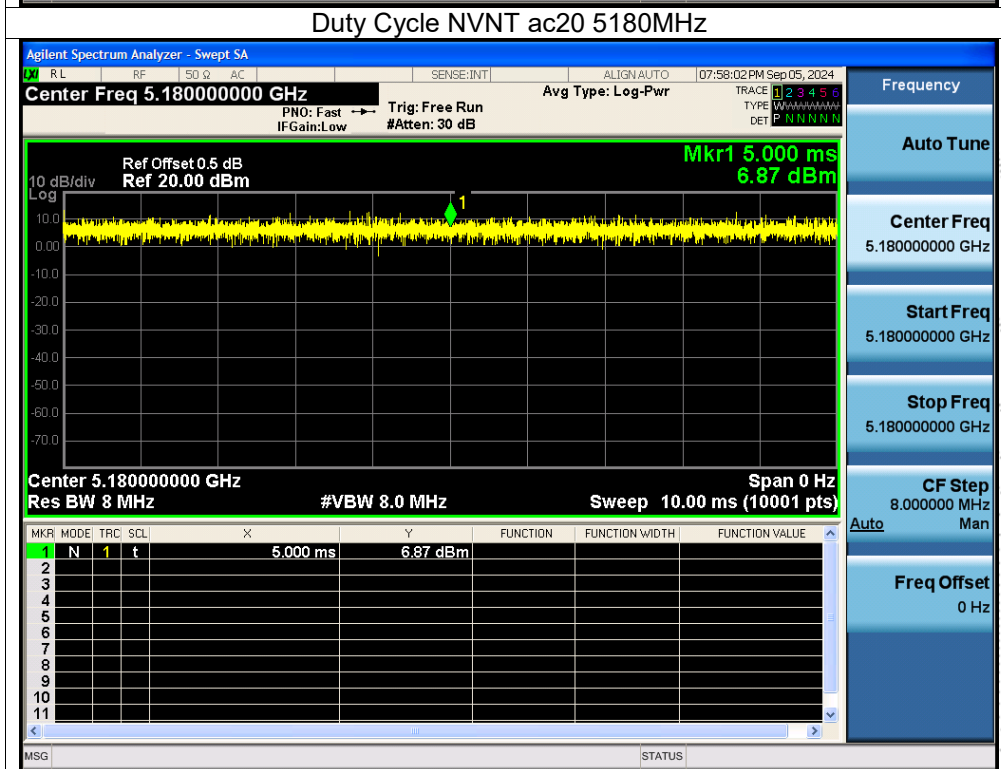 Duty Cycle NVNT ac20 5180MHz
Agilent Spectrum Analyzer - Swept SA
LXI RL RF 50 Ω AC SENSE:INT ALIGN AUTO 07:58:02 PM Sep 05, 2024
Center Freq 5.180000000 GHz
PNO: Fast
IFGain:Low
Trig: Free Run
#Atten: 30 dB
Avg Type: Log-Pwr
TRACE 1 2 3 4 5 6
TYPE WWWWWW
DET P N N N N N
Ref Offset 0.5 dB
Ref 20.00 dBm
10 dB/div
Log
Mkr1 5.000 ms
6.87 dBm
1
10.0
0.00
-10.0
-20.0
-30.0
-40.0
-50.0
-60.0
-70.0
Center 5.180000000 GHz Span 0 Hz
Res BW 8 MHz #VBW 8.0 MHz Sweep 10.00 ms (10001 pts)
MKR MODE TRC SCL X Y FUNCTION FUNCTION WIDTH FUNCTION VALUE
1 N 1 t 5.000 ms 6.87 dBm
2
3
4
5
6
7
8
9
10
11
MSG STATUS
Frequency
Auto Tune
Center Freq
5.180000000 GHz
Start Freq
5.180000000 GHz
Stop Freq
5.180000000 GHz
CF Step
8.000000 MHz
Auto Man
Freq Offset
0 Hz